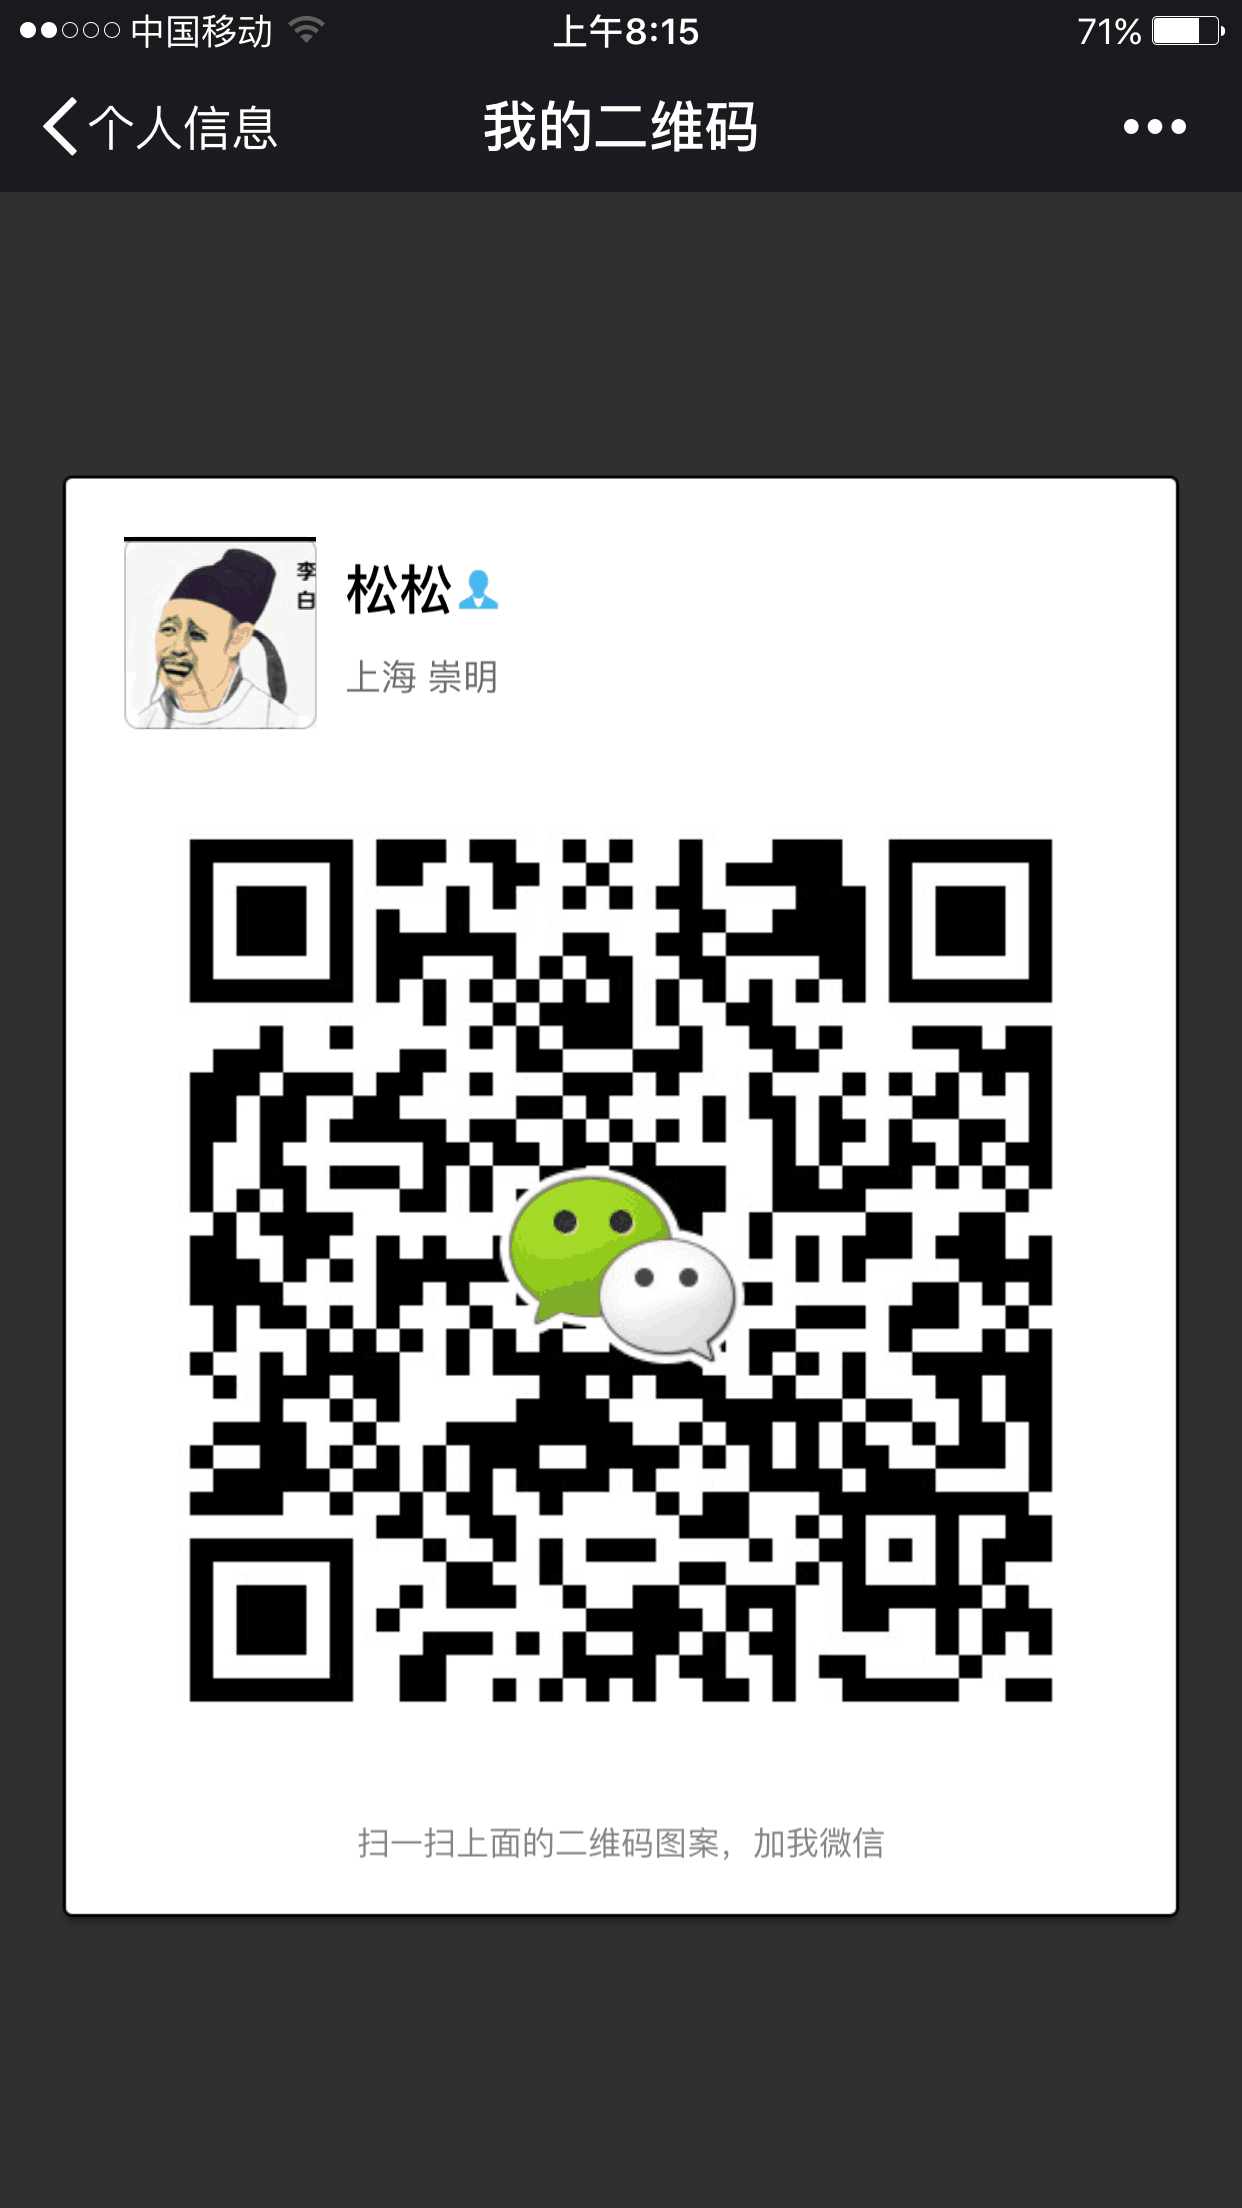 中国移动 上午8:15 71%
个人信息 我的二维码
李白
松松
上海 崇明
扫一扫上面的二维码图案，加我微信